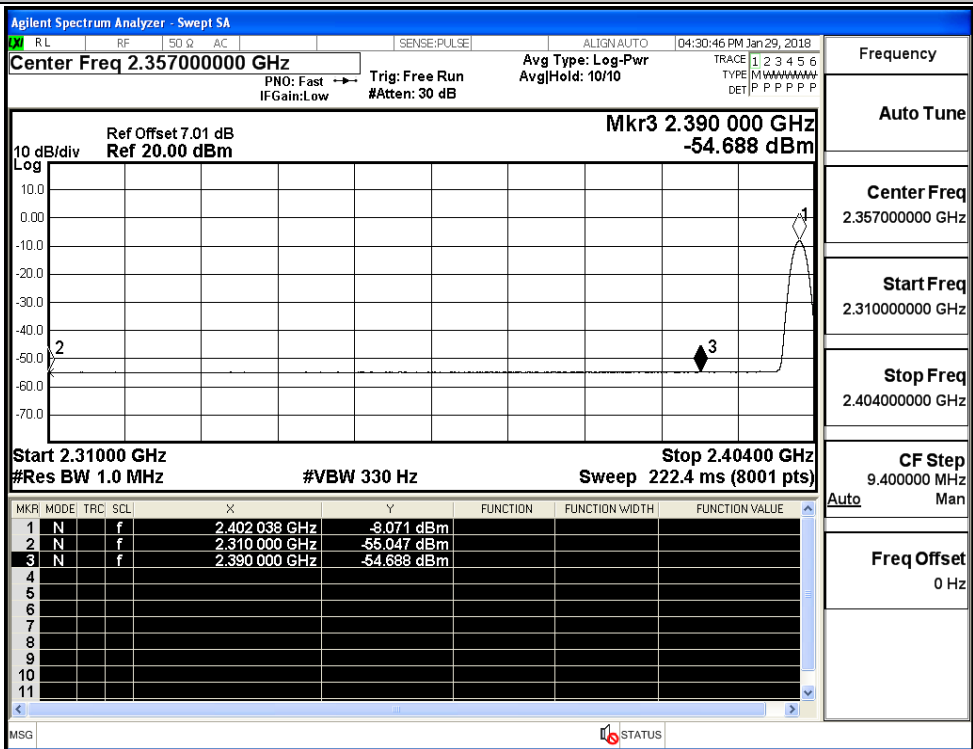 Agilent Spectrum Analyzer - Swept SA
LXI RL RF 50 Ω AC SENSE:PULSE ALIGN AUTO 04:30:46 PM Jan 29, 2018
Center Freq 2.357000000 GHz
PNO: Fast
IFGain:Low
Trig: Free Run
#Atten: 30 dB
Avg Type: Log-Pwr
Avg|Hold: 10/10
TRACE 1 2 3 4 5 6
TYPE M
DET P P P P P P
Ref Offset 7.01 dB
10 dB/div Ref 20.00 dBm
Log
Mkr3 2.390 000 GHz
-54.688 dBm
10.0
0.00
-10.0
-20.0
-30.0
-40.0
-50.0
-60.0
-70.0
1
2
3
Start 2.31000 GHz Stop 2.40400 GHz
#Res BW 1.0 MHz #VBW 330 Hz Sweep 222.4 ms (8001 pts)
MKR MODE TRC SCL X Y FUNCTION FUNCTION WIDTH FUNCTION VALUE
1 N f 2.402 038 GHz -8.071 dBm
2 N f 2.310 000 GHz -55.047 dBm
3 N f 2.390 000 GHz -54.688 dBm
4
5
6
7
8
9
10
11
MSG STATUS
Frequency
Auto Tune
Center Freq
2.357000000 GHz
Start Freq
2.310000000 GHz
Stop Freq
2.404000000 GHz
CF Step
9.400000 MHz
Auto Man
Freq Offset
0 Hz